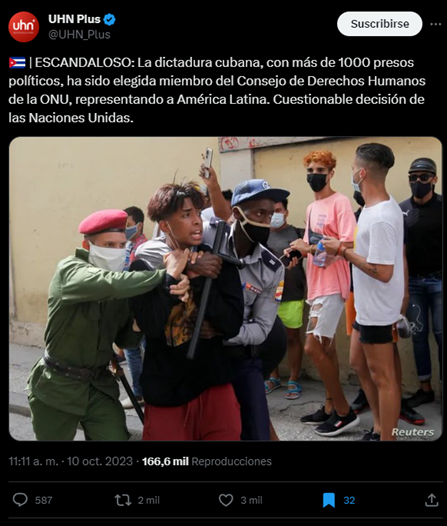 uhn
UHN Plus
@UHN_Plus
Suscribirse
| ESCANDALOSO: La dictadura cubana, con más de 1000 presos
políticos, ha sido elegida miembro del Consejo de Derechos Humanos
de la ONU, representando a América Latina. Cuestionable decisión de
las Naciones Unidas.
Reuters
11:11 a. m. · 10 oct. 2023 · 166,6 mil Reproducciones
587 2 mil 3 mil 32